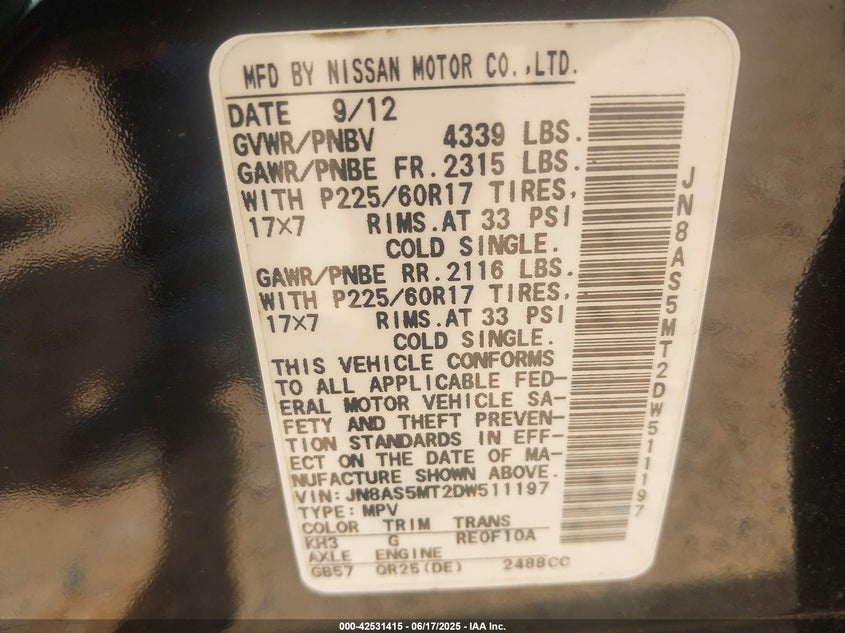 MFD BY NISSAN MOTOR CO.,LTD.
DATE 9/12
GVWR/PNBV 4339 LBS.
GAWR/PNBE FR.2315 LBS.
WITH P225/60R17 TIRES,
17×7 RIMS.AT 33 PSI
COLD SINGLE.
GAWR/PNBE RR.2116 LBS.
WITH P225/60R17 TIRES,
17×7 RIMS.AT 33 PSI
COLD SINGLE.
THIS VEHICLE CONFORMS
TO ALL APPLICABLE FED-
ERAL MOTOR VEHICLE SA-
FETY AND THEFT PREVEN-
TION STANDARDS IN EFF-
ECT ON THE DATE OF MA-
NUFACTURE SHOWN ABOVE.
VIN:JN8AS5MT2DW511197
TYPE:MPV
COLOR TRIM TRANS
KH3 G RE0F10A
AXLE ENGINE
GB57 QR25(DE) 2488CC
JN8AS5MT2DW511197
000-42531415 - 06/17/2025 - IAA Inc.